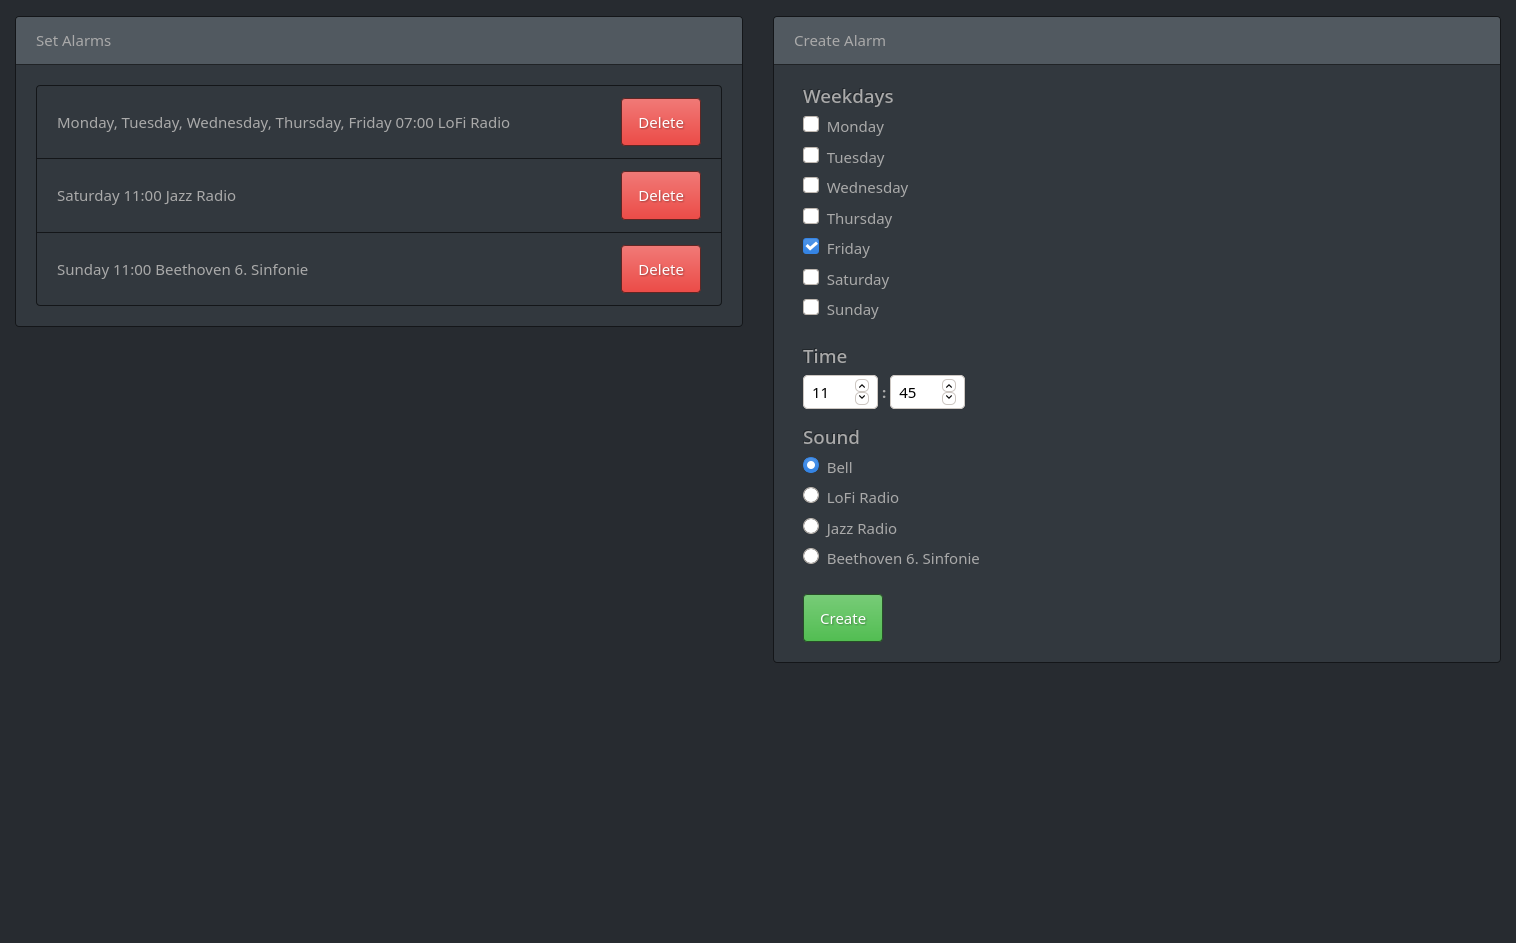 Set Alarms
Monday, Tuesday, Wednesday, Thursday, Friday 07:00 LoFi Radio
Delete
Saturday 11:00 Jazz Radio
Delete
Sunday 11:00 Beethoven 6. Sinfonie
Delete
Create Alarm
Weekdays
Monday
Tuesday
Wednesday
Thursday
Friday
Saturday
Sunday
Time
11 : 45
Sound
Bell
LoFi Radio
Jazz Radio
Beethoven 6. Sinfonie
Create